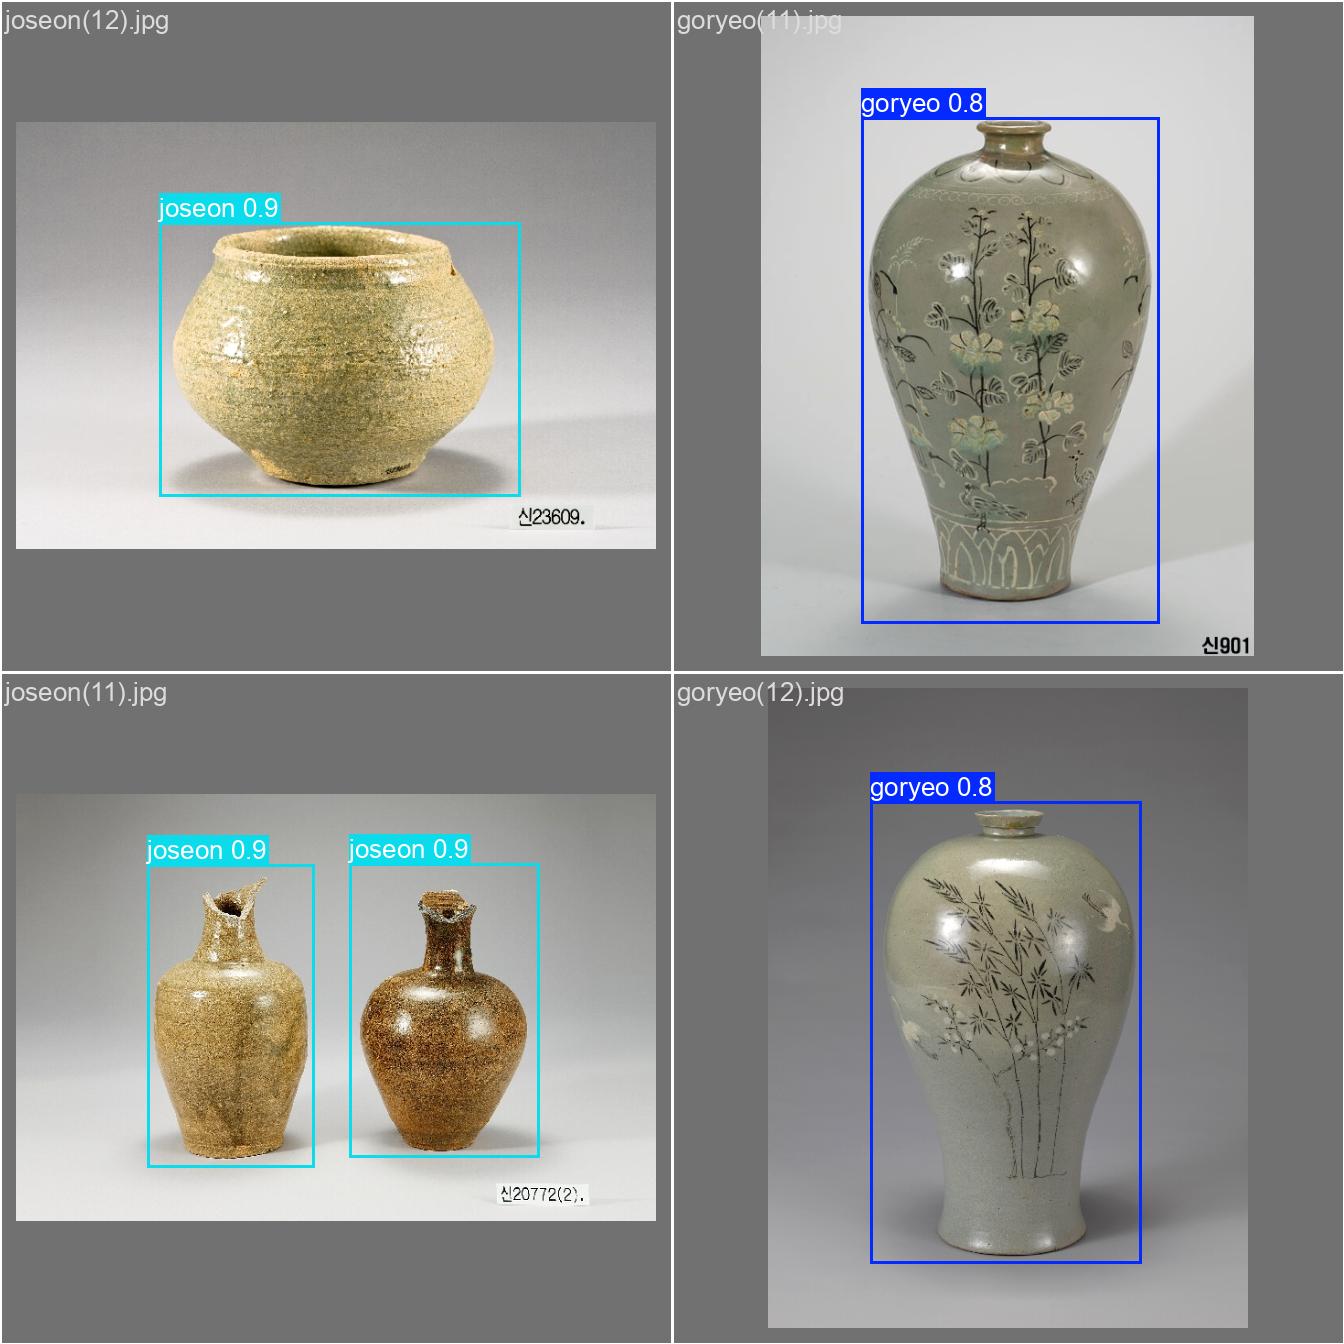 joseon(12).jpg
joseon 0.9
신23609.
goryeo(11).jpg
goryeo 0.8
신901
joseon(11).jpg
joseon 0.9
joseon 0.9
신20772(2).
goryeo(12).jpg
goryeo 0.8